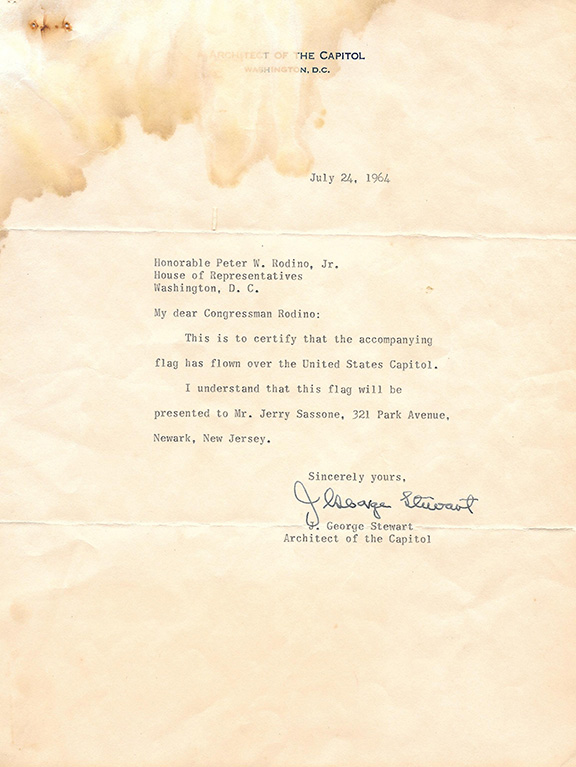 ARCHITECT OF THE CAPITOL
WASHINGTON, D.C.
July 24, 1964
Honorable Peter W. Rodino, Jr.
House of Representatives
Washington, D. C.
My dear Congressman Rodino:
This is to certify that the accompanying
flag has flown over the United States Capitol.
I understand that this flag will be
presented to Mr. Jerry Sassone, 321 Park Avenue,
Newark, New Jersey.
Sincerely yours,
J George Stewart
J. George Stewart
Architect of the Capitol